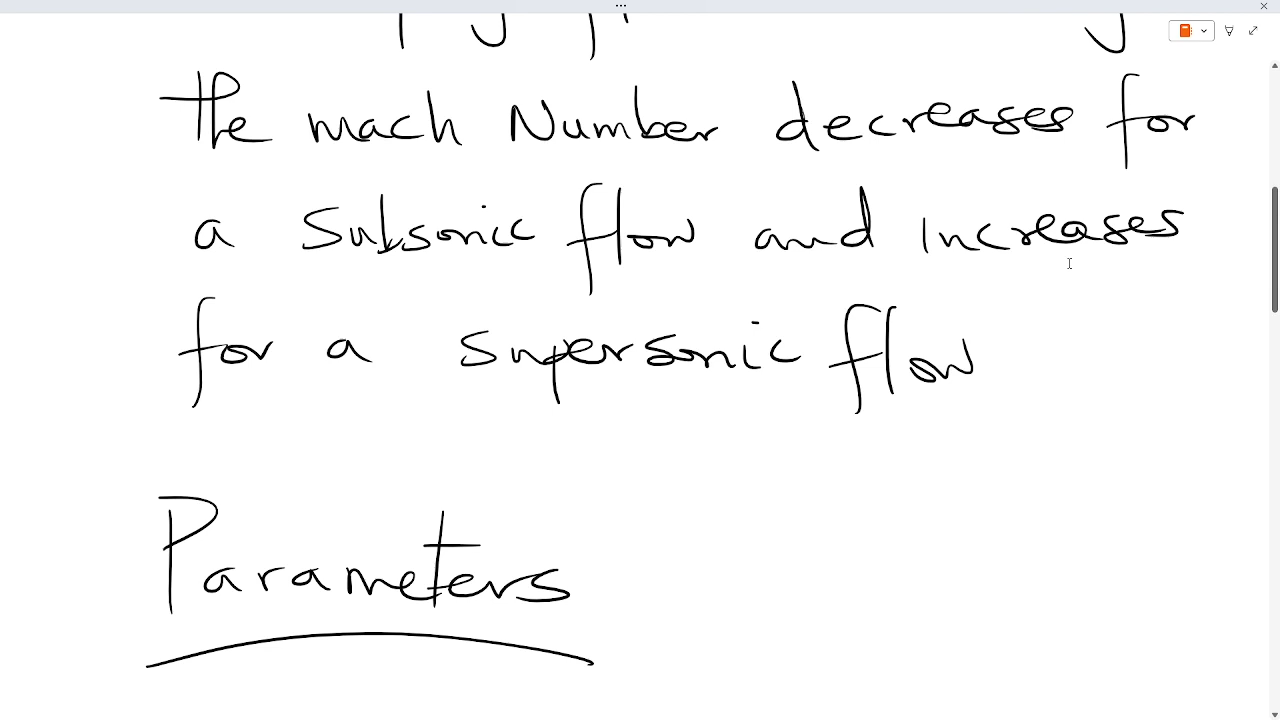 the mach Number decreases for
a Subsonic flow and increases
for a supersonic flow
Parameters